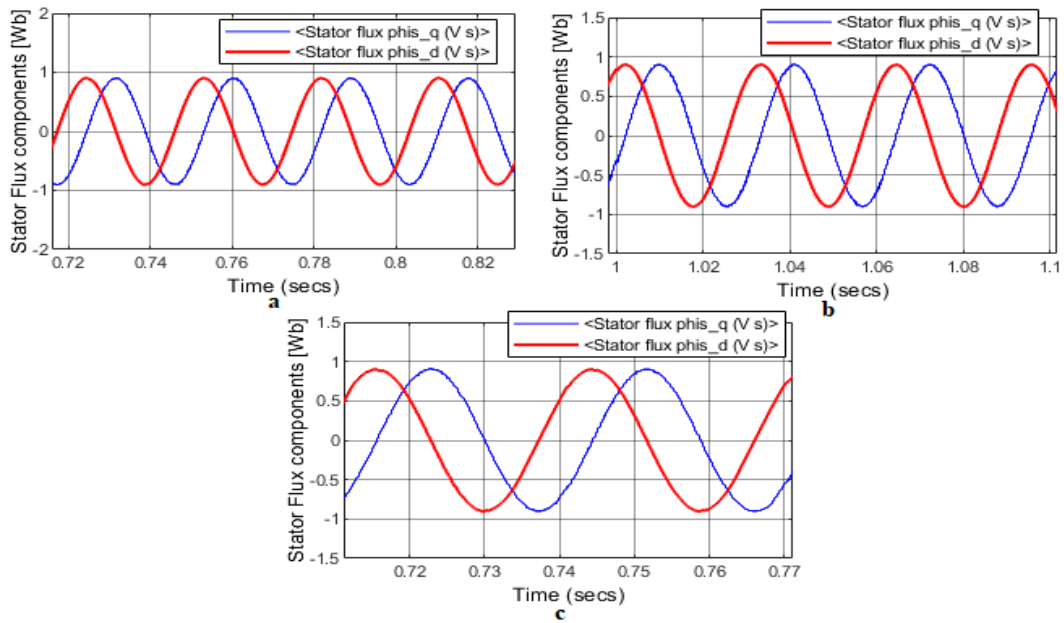 2
1
0
-1
-2
Stator Flux components [Wb]
<Stator flux phis_q (V s)>
<Stator flux phis_d (V s)>
0.72 0.74 0.76 0.78 0.8 0.82
Time (secs)
a
1.5
1
0.5
0
-0.5
-1
-1.5
Stator Flux components [Wb]
<Stator flux phis_q (V s)>
<Stator flux phis_d (V s)>
1 1.02 1.04 1.06 1.08 1.1
Time (secs)
b
1.5
1
0.5
0
-0.5
-1
-1.5
Stator Flux components [Wb]
<Stator flux phis_q (V s)>
<Stator flux phis_d (V s)>
0.72 0.73 0.74 0.75 0.76 0.77
Time (secs)
c